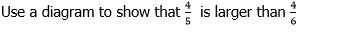 Use a diagram to show that 4/5 is larger than 4/6